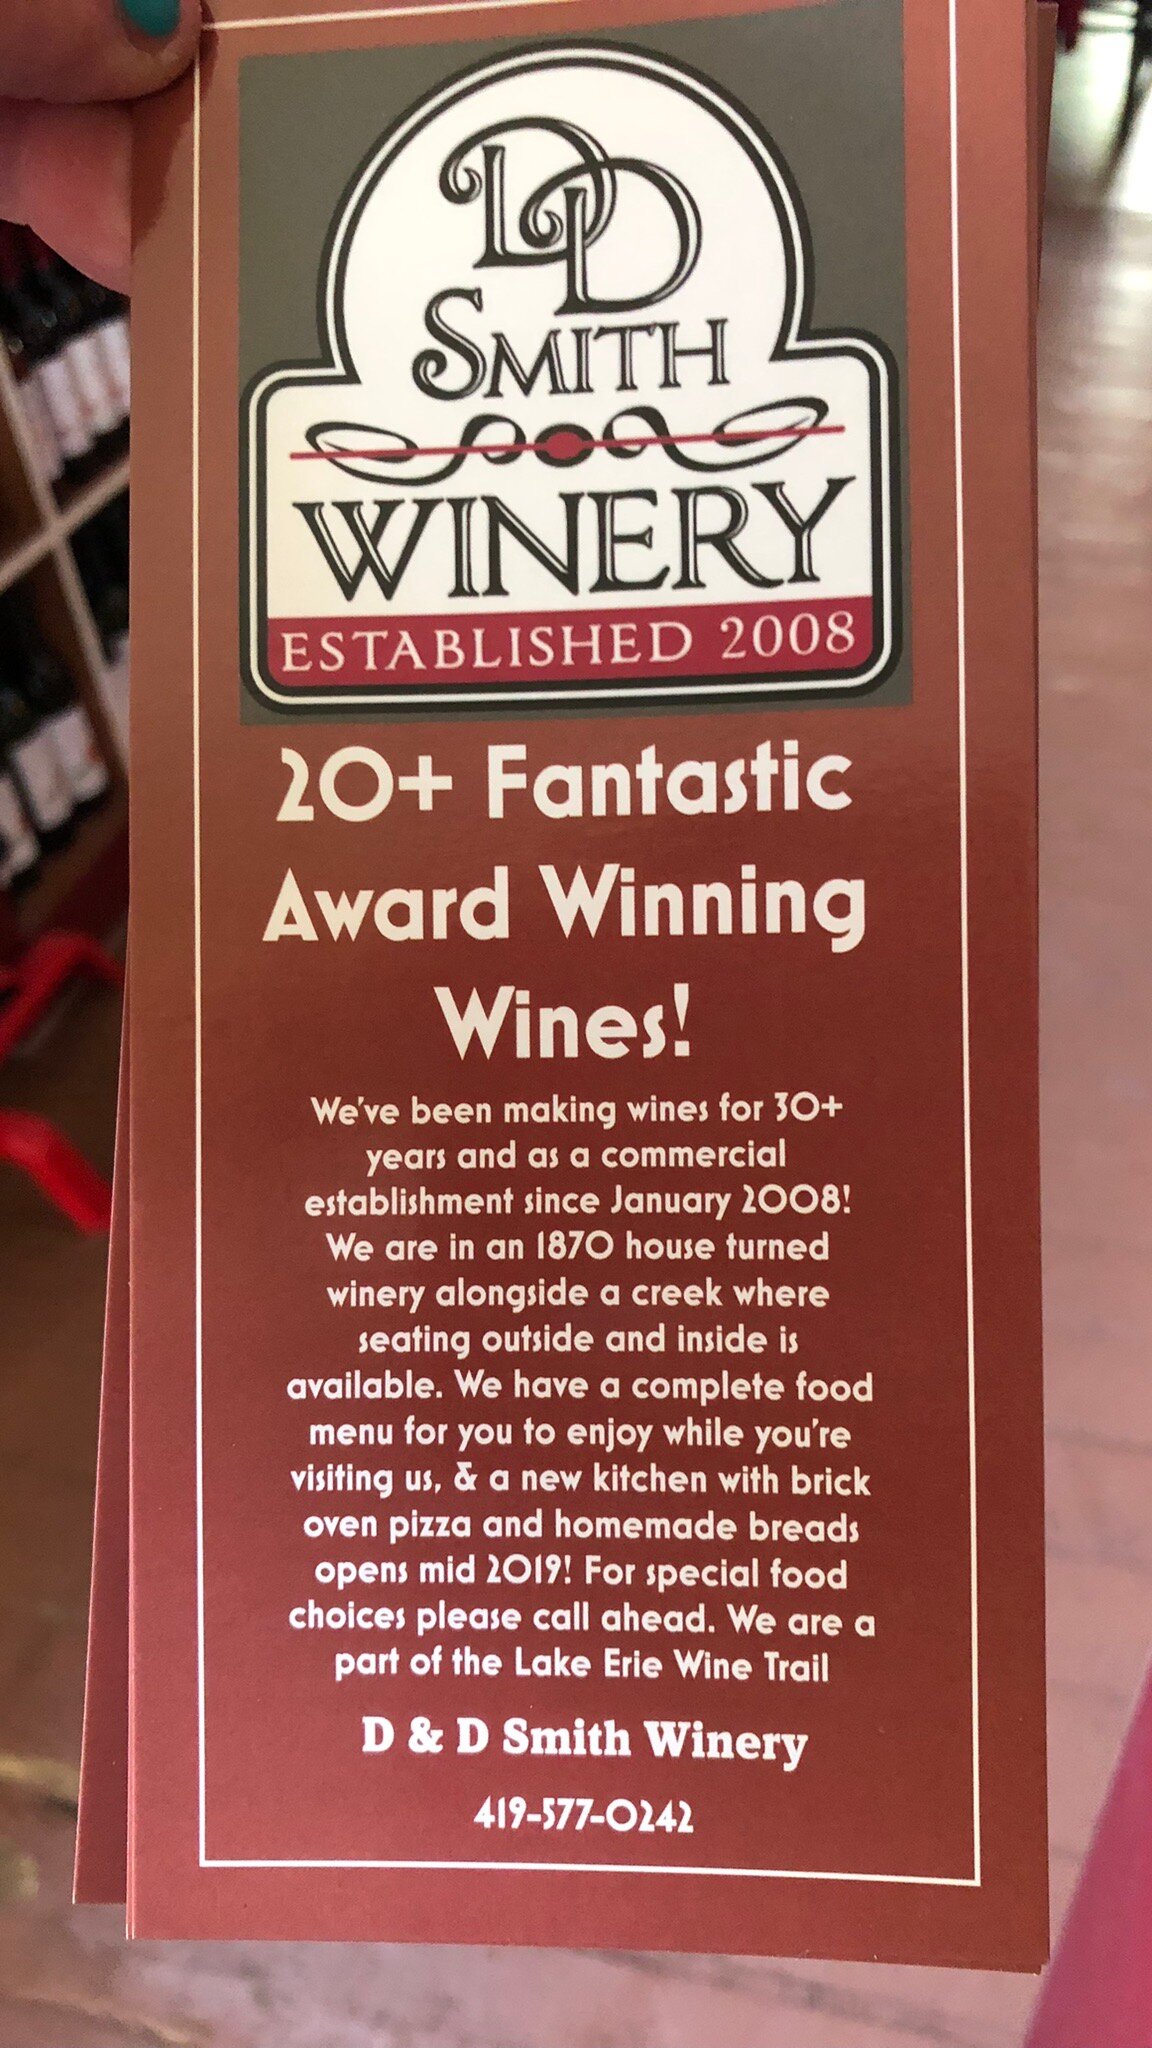 DD
SMITH
WINERY
ESTABLISHED 2008
20+ Fantastic
Award Winning
Wines!
We've been making wines for 30+
years and as a commercial
establishment since January 2008!
We are in an 1870 house turned
winery alongside a creek where
seating outside and inside is
available. We have a complete food
menu for you to enjoy while you're
visiting us, & a new kitchen with brick
oven pizza and homemade breads
opens mid 2019! For special food
choices please call ahead. We are a
part of the Lake Erie Wine Trail
D & D Smith Winery
419-577-0242